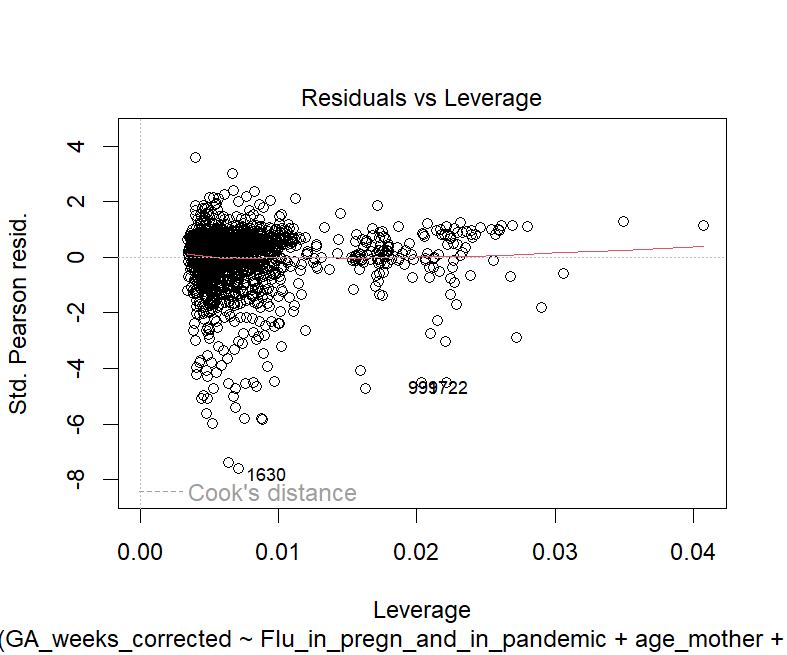 Residuals vs Leverage
Std. Pearson resid.
4
2
0
-2
-4
-6
-8
1630
Cook's distance
0.00 0.01 0.02 0.03 0.04
Leverage
(GA_weeks_corrected ~ Flu_in_pregn_and_in_pandemic + age_mother +